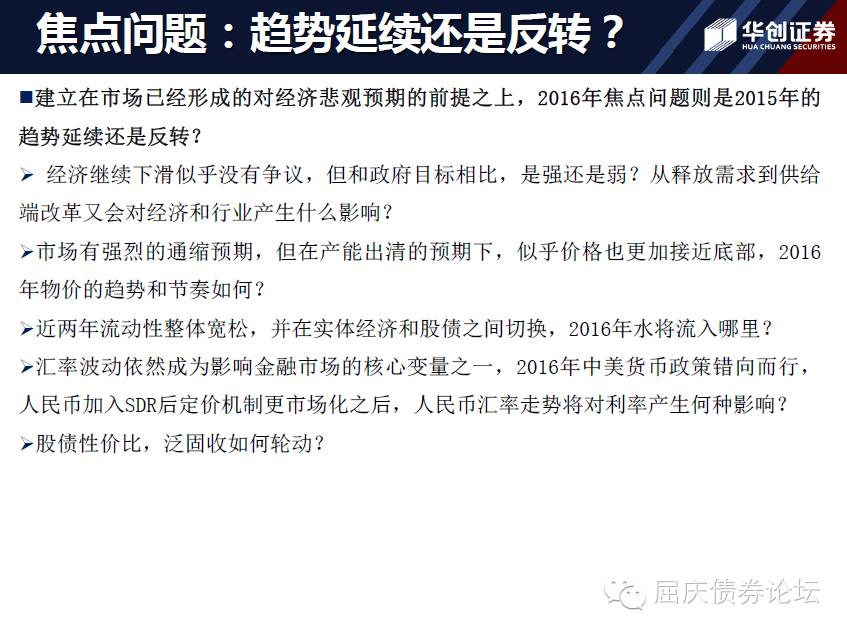 焦点问题：趋势延续还是反转？
华创证券
HUA CHUANG SECURITIES
■建立在市场已经形成的对经济悲观预期的前提之上，2016年焦点问题则是2015年的
趋势延续还是反转？
➢ 经济继续下滑似乎没有争议，但和政府目标相比，是强还是弱？从释放需求到供给
端改革又会对经济和行业产生什么影响？
➢市场有强烈的通缩预期，但在产能出清的预期下，似乎价格也更加接近底部，2016
年物价的趋势和节奏如何？
➢近两年流动性整体宽松，并在实体经济和股债之间切换，2016年水将流入哪里？
➢汇率波动依然成为影响金融市场的核心变量之一，2016年中美货币政策错向而行，
人民币加入SDR后定价机制更市场化之后，人民币汇率走势将对利率产生何种影响？
➢股债性价比，泛固收如何轮动？
屈庆债券论坛